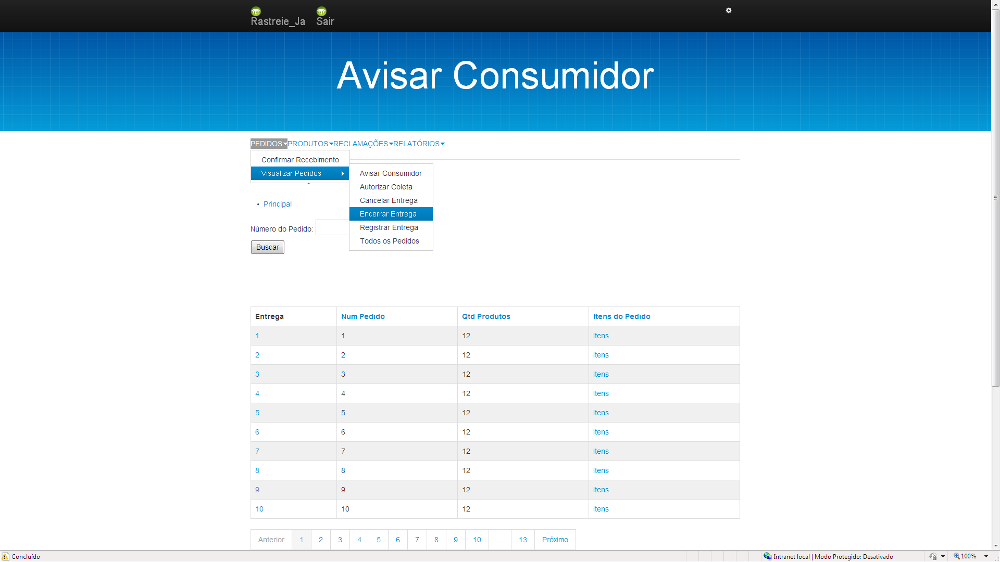 Rastreie_Ja Sair
Avisar Consumidor
PEDIDOS PRODUTOS RECLAMAÇÕES RELATÓRIOS
Confirmar Recebimento
Visualizar Pedidos
Avisar Consumidor
Autorizar Coleta
Cancelar Entrega
Encerrar Entrega
Registrar Entrega
Todos os Pedidos
• Principal
Número do Pedido:
Buscar
Entrega Num Pedido Qtd Produtos Itens do Pedido
1 1 12 Itens
2 2 12 Itens
3 3 12 Itens
4 4 12 Itens
5 5 12 Itens
6 6 12 Itens
7 7 12 Itens
8 8 12 Itens
9 9 12 Itens
10 10 12 Itens
Anterior 1 2 3 4 5 6 7 8 9 10 ... 13 Próximo
Concluído Intranet local | Modo Protegido: Desativado 100%